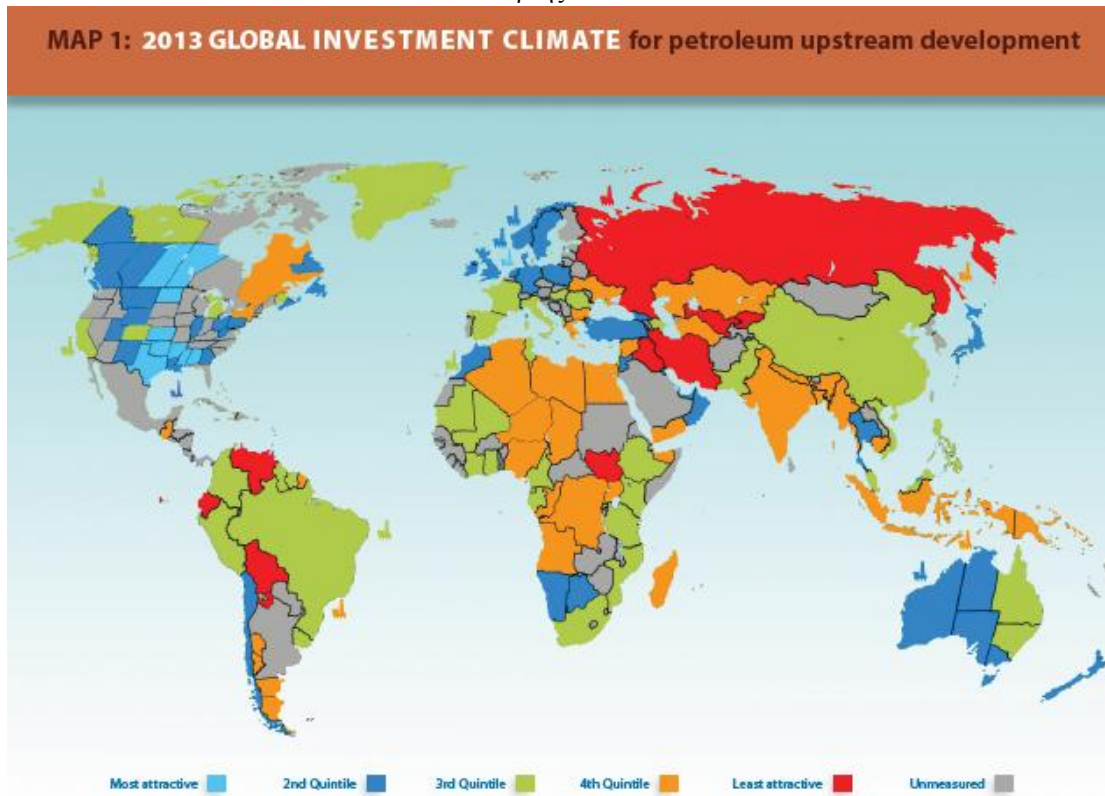 MAP 1: 2013 GLOBAL INVESTMENT CLIMATE for petroleum upstream development
Most attractive 2nd Quintile 3rd Quintile 4th Quintile Least attractive Unmeasured